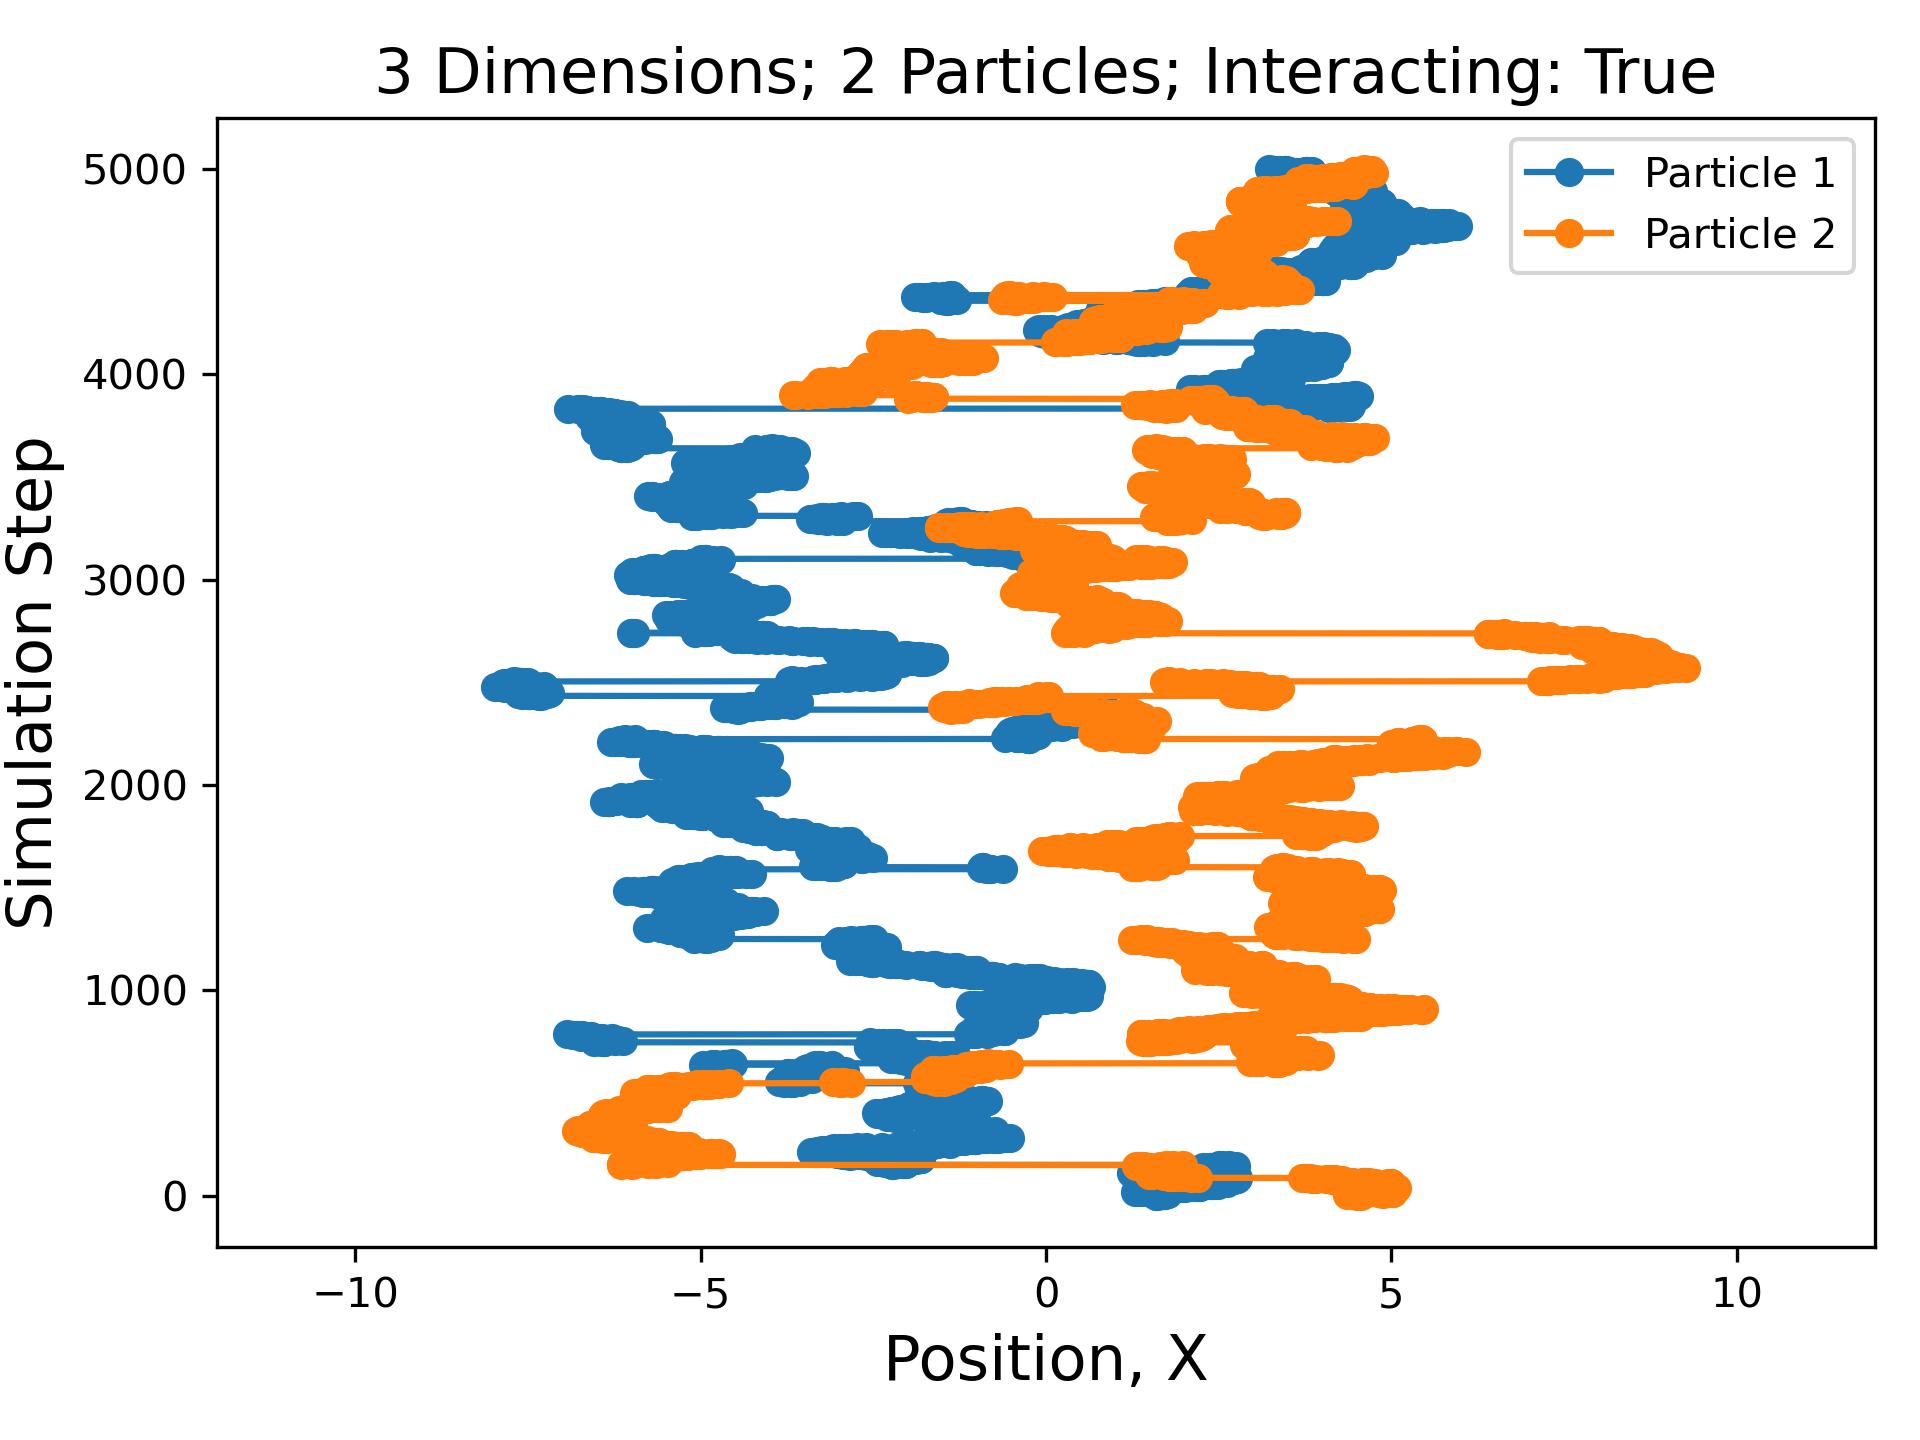 3 Dimensions; 2 Particles; Interacting: True
Particle 1
Particle 2
5000
4000
3000
2000
1000
0
Simulation Step
−10
−5
0
5
10
Position, X